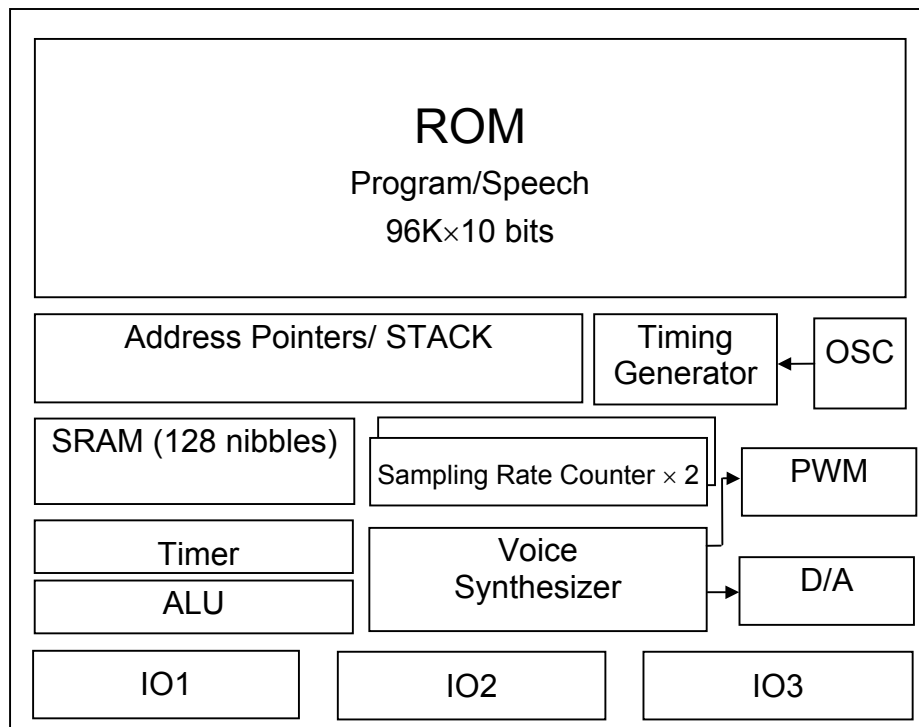 ROM
Program/Speech
96K×10 bits
Address Pointers/ STACK
Timing
Generator
OSC
SRAM (128 nibbles)
Sampling Rate Counter × 2
PWM
Timer
Voice
Synthesizer
D/A
ALU
IO1
IO2
IO3